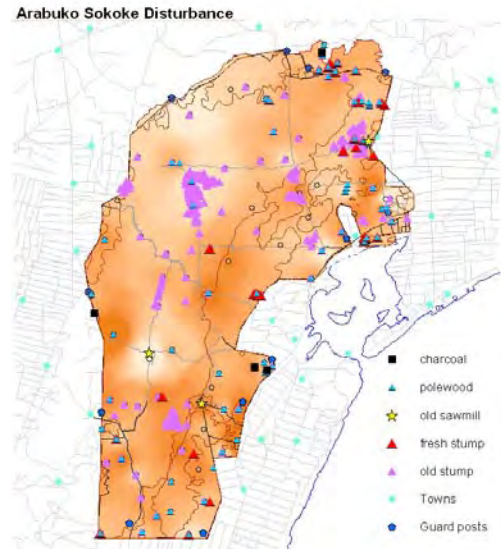 Arabuko Sokoke Disturbance
charcoal
polewood
old sawmill
fresh stump
old stump
Towns
Guard posts